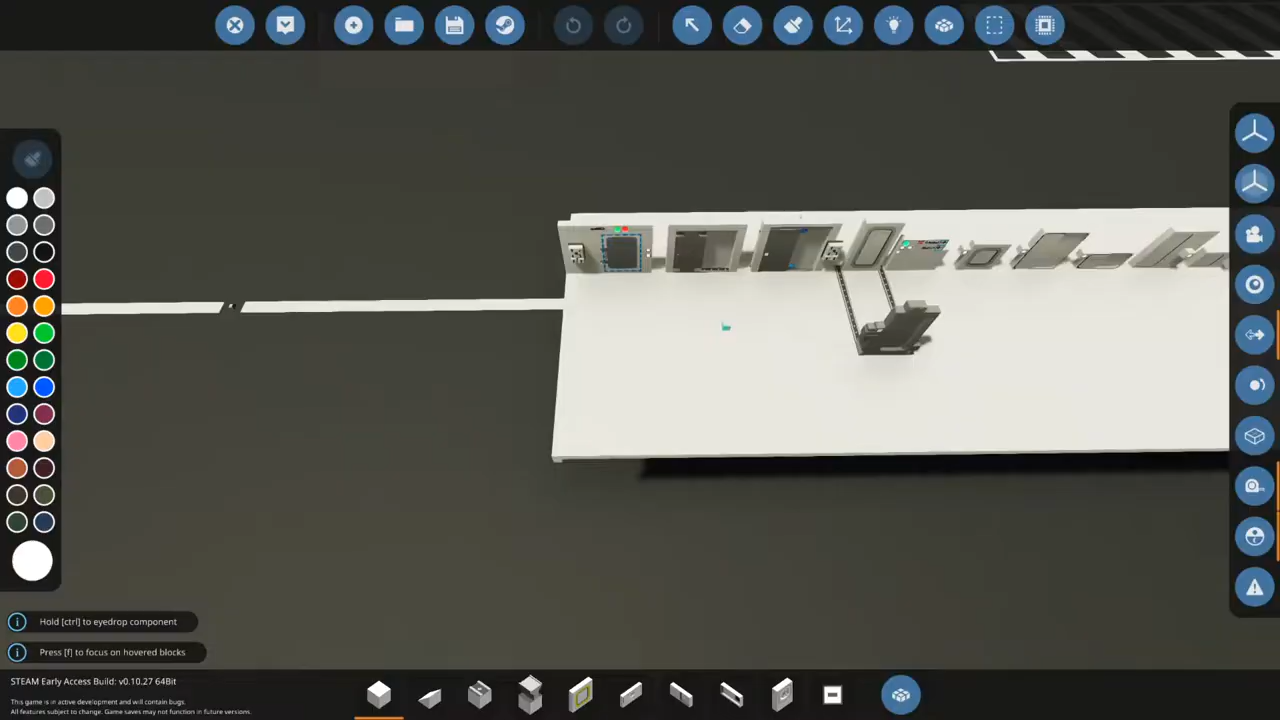 Hold [ctrl] to eyedrop component
Press [f] to focus on hovered blocks
STEAM Early Access Build: v0.10.27 64Bit
This game is in active development and will contain bugs.
All features subject to change. Game saves may not function in future versions.